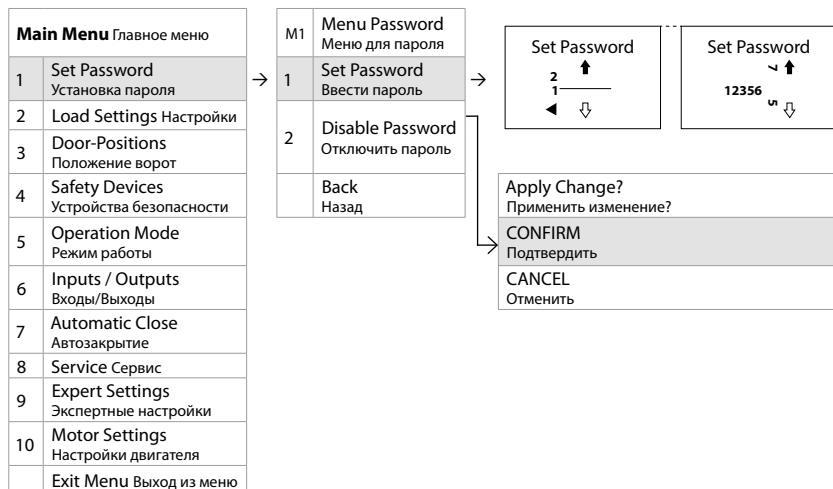 Main Menu Главное меню
1 Set Password
Установка пароля
2 Load Settings Настройки
3 Door-Positions
Положение ворот
4 Safety Devices
Устройства безопасности
5 Operation Mode
Режим работы
6 Inputs / Outputs
Входы/Выходы
7 Automatic Close
Автозакрытие
8 Service Сервис
9 Expert Settings
Экспертные настройки
10 Motor Settings
Настройки двигателя
Exit Menu Выход из меню
M1 Menu Password
Меню для пароля
1 Set Password
Ввести пароль
2 Disable Password
Отключить пароль
Back
Назад
Set Password
2
1
Set Password
7
12356
5
Apply Change?
Применить изменение?
CONFIRM
Подтвердить
CANCEL
Отменить